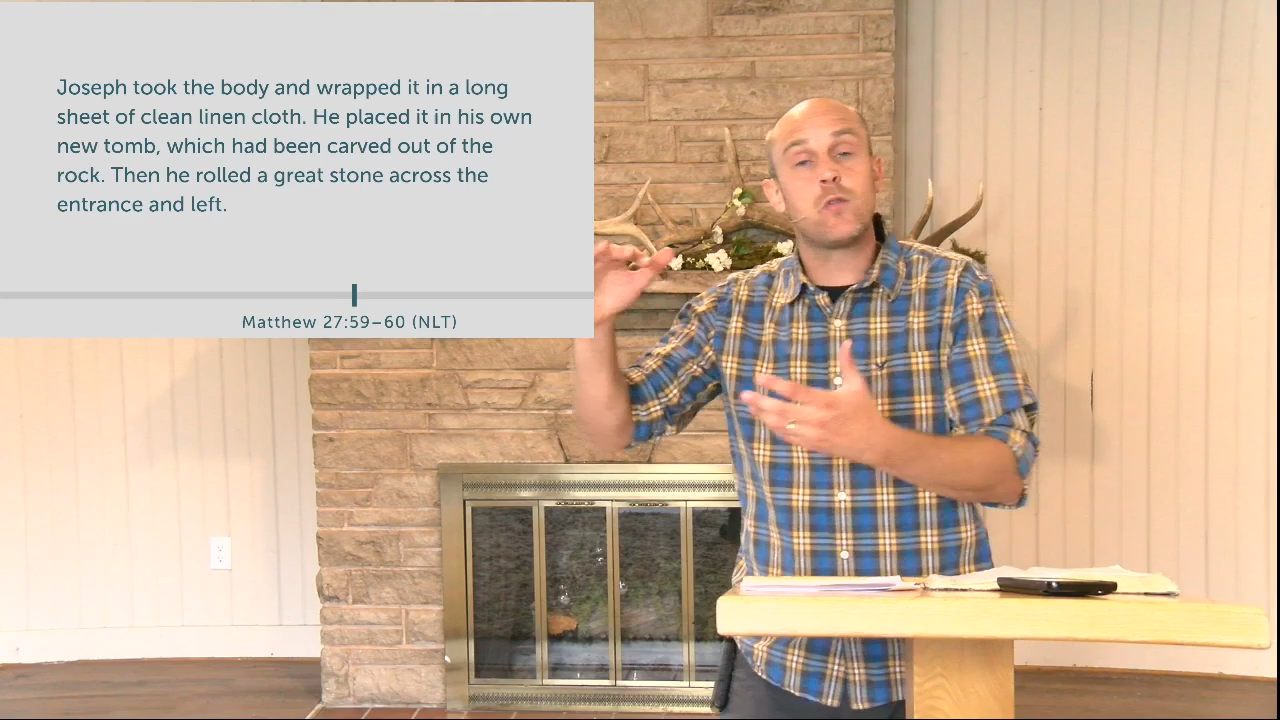 Joseph took the body and wrapped it in a long
sheet of clean linen cloth. He placed it in his own
new tomb, which had been carved out of the
rock. Then he rolled a great stone across the
entrance and left.
Matthew 27:59–60 (NLT)